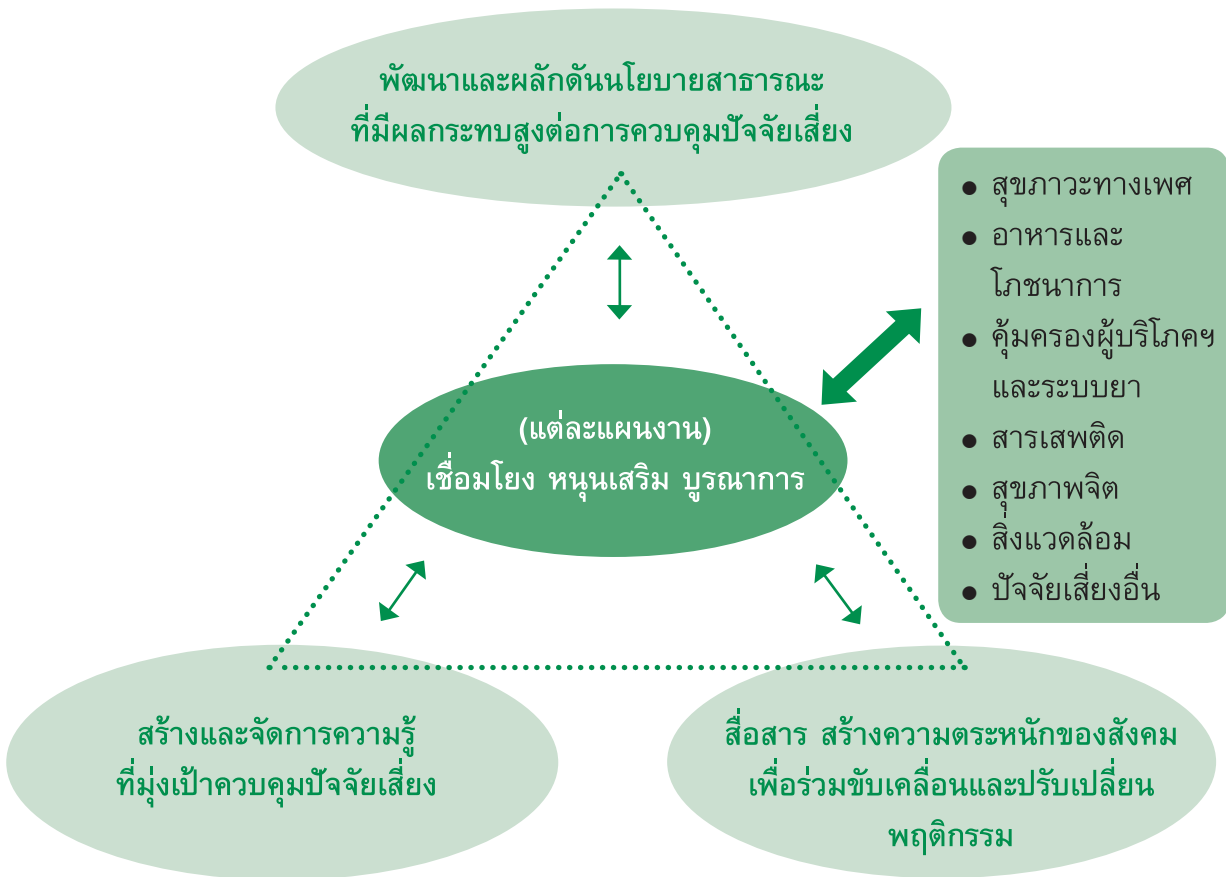 พัฒนาและผลักดันนโยบายสาธารณะ
ที่มีผลกระทบสูงต่อการควบคุมปัจจัยเสี่ยง
● สุขภาวะทางเพศ
● อาหารและ
โภชนาการ
● คุ้มครองผู้บริโภคฯ
และระบบยา
● สารเสพติด
● สุขภาพจิต
● สิ่งแวดล้อม
● ปัจจัยเสี่ยงอื่น
(แต่ละแผนงาน)
เชื่อมโยง หนุนเสริม บูรณาการ
สร้างและจัดการความรู้
ที่มุ่งเป้าควบคุมปัจจัยเสี่ยง
สื่อสาร สร้างความตระหนักของสังคม
เพื่อร่วมขับเคลื่อนและปรับเปลี่ยน
พฤติกรรม